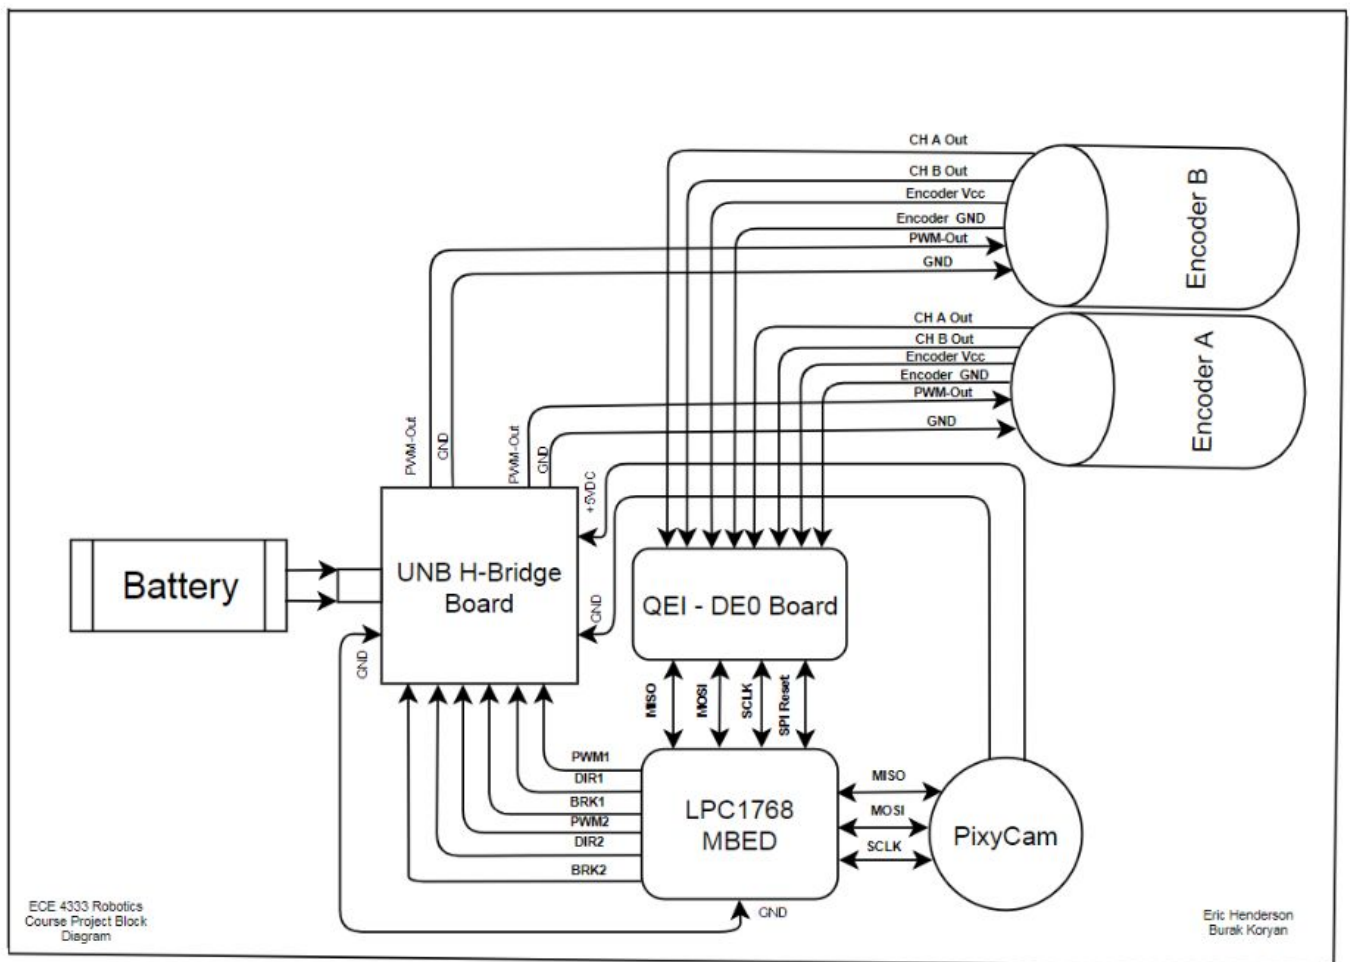 CH A Out
CH B Out
Encoder Vcc
Encoder GND
PWM-Out
GND
Encoder B
CH A Out
CH B Out
Encoder Vcc
Encoder GND
PWM-Out
GND
Encoder A
PWM-Out
GND
PWM-Out
GND
+5VDC
Battery
UNB H-Bridge
Board
GND
GND
QEI - DE0 Board
MISO
MOSI
SCLK
SPI Reset
PWM1
DIR1
BRK1
PWM2
DIR2
BRK2
LPC1768
MBED
MISO
MOSI
SCLK
PixyCam
GND
ECE 4333 Robotics
Course Project Block
Diagram
Eric Henderson
Burak Koryan